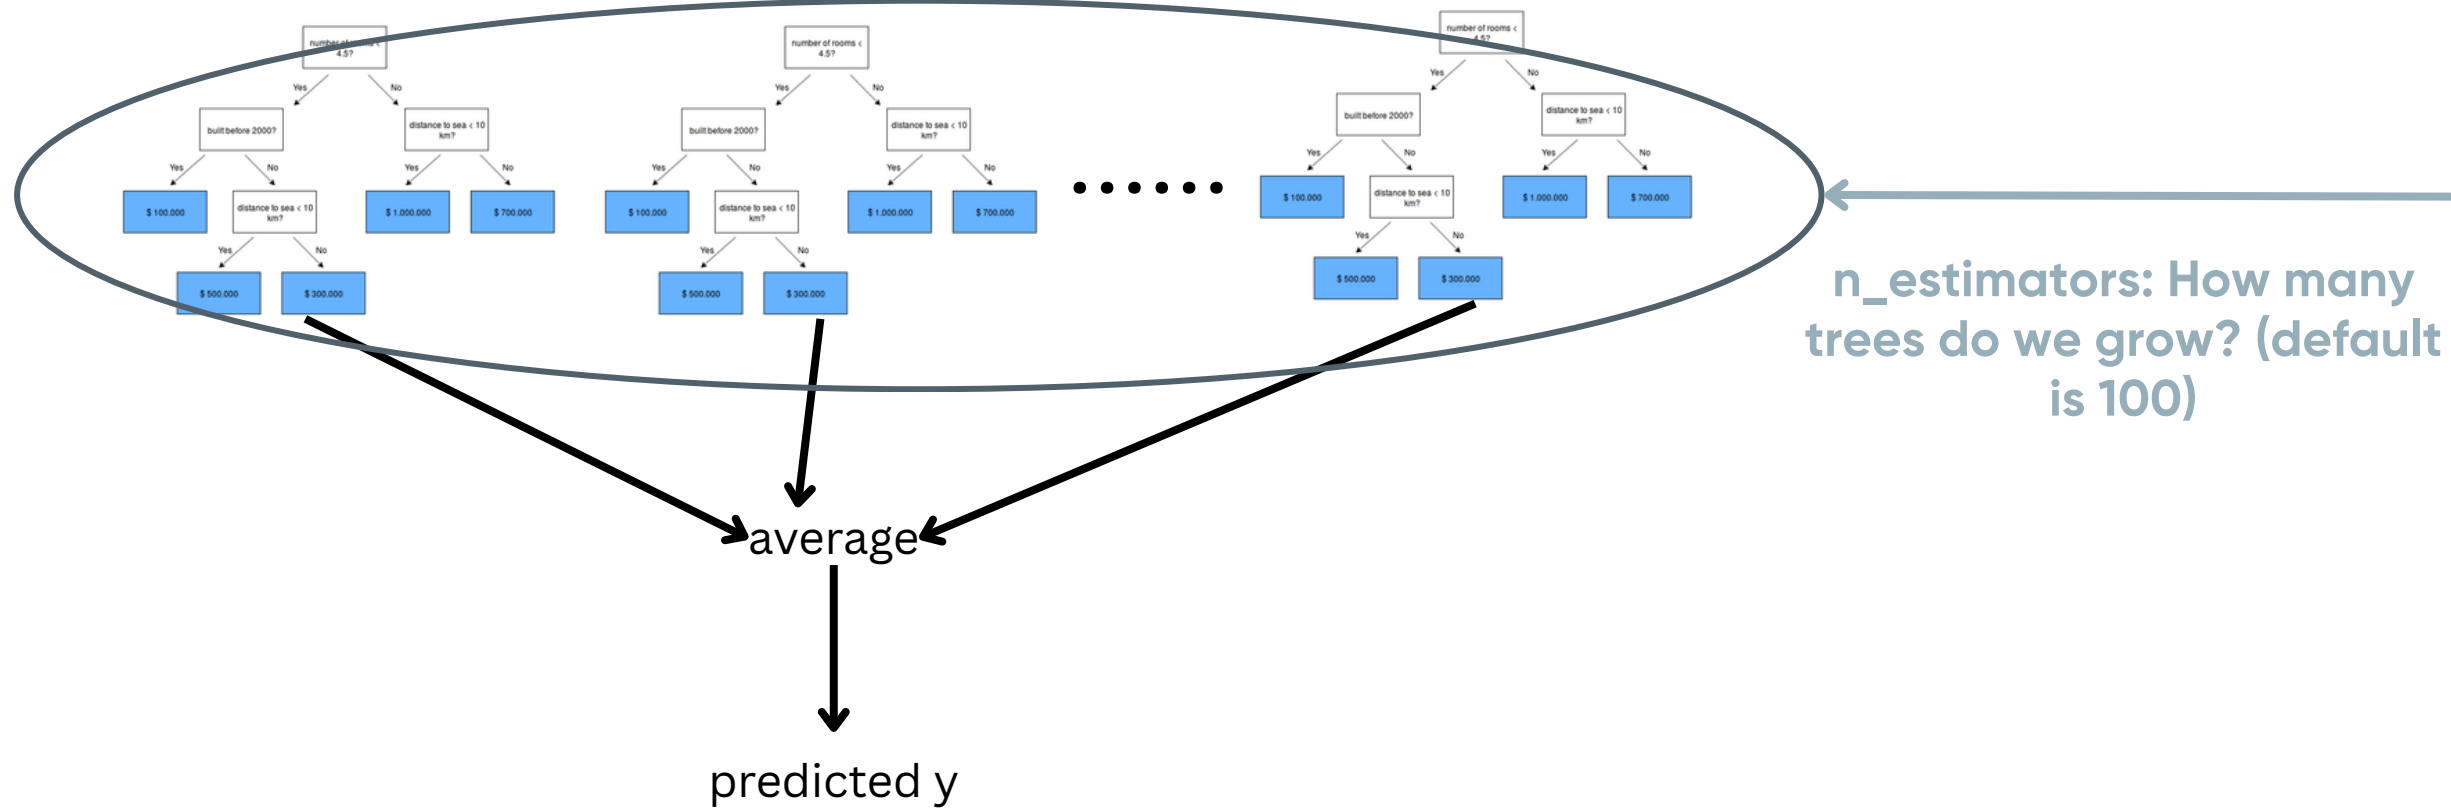 number of rooms <
4.5?
Yes
No
built before 2000?
distance to sea < 10
km?
Yes
No
Yes
No
$ 100.000
distance to sea < 10
km?
$ 1.000.000
$ 700.000
Yes
No
$ 500.000
$ 300.000
number of rooms <
4.5?
Yes
No
built before 2000?
distance to sea < 10
km?
Yes
No
Yes
No
$ 100.000
distance to sea < 10
km?
$ 1.000.000
$ 700.000
Yes
No
$ 500.000
$ 300.000
number of rooms <
4.5?
Yes
No
built before 2000?
distance to sea < 10
km?
Yes
No
Yes
No
$ 100.000
distance to sea < 10
km?
$ 1.000.000
$ 700.000
Yes
No
$ 500.000
$ 300.000
n_estimators: How many
trees do we grow? (default
is 100)
average
predicted y